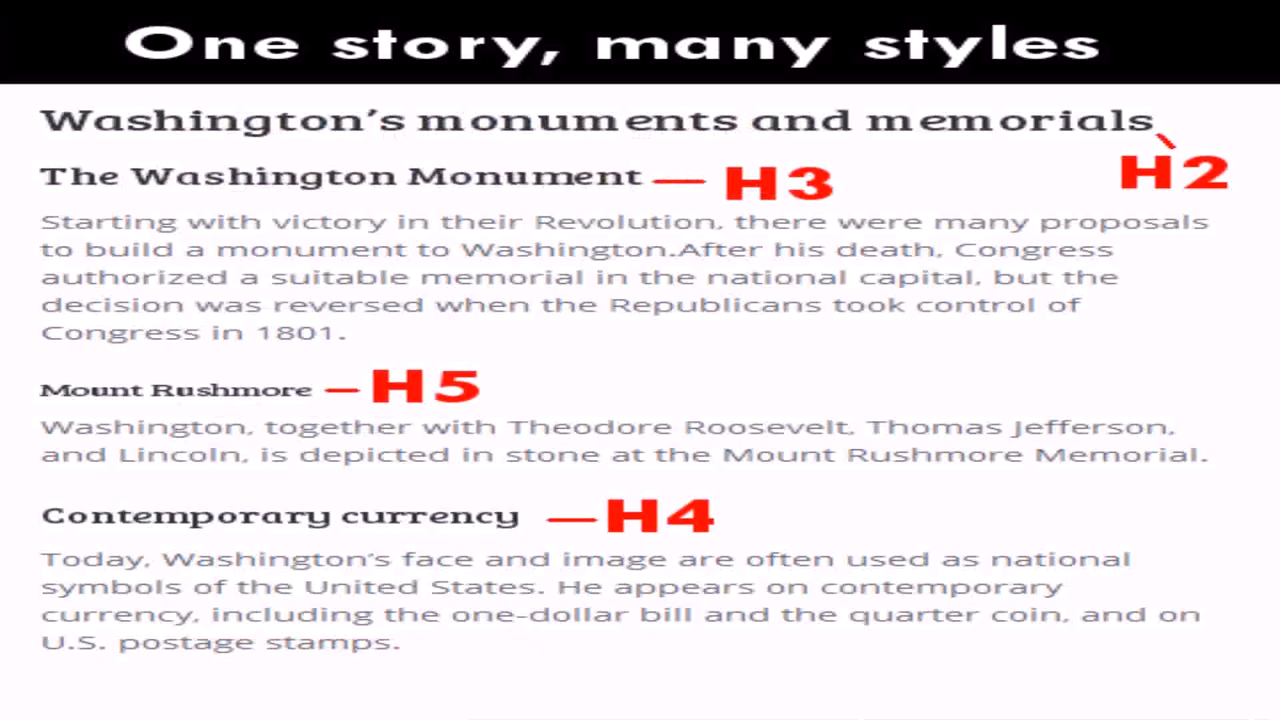 One story, many styles
Washington's monuments and memorials
H2
The Washington Monument — H3
Starting with victory in their Revolution, there were many proposals
to build a monument to Washington.After his death, Congress
authorized a suitable memorial in the national capital, but the
decision was reversed when the Republicans took control of
Congress in 1801.
Mount Rushmore — H5
Washington, together with Theodore Roosevelt, Thomas Jefferson,
and Lincoln, is depicted in stone at the Mount Rushmore Memorial.
Contemporary currency — H4
Today, Washington's face and image are often used as national
symbols of the United States. He appears on contemporary
currency, including the one-dollar bill and the quarter coin, and on
U.S. postage stamps.